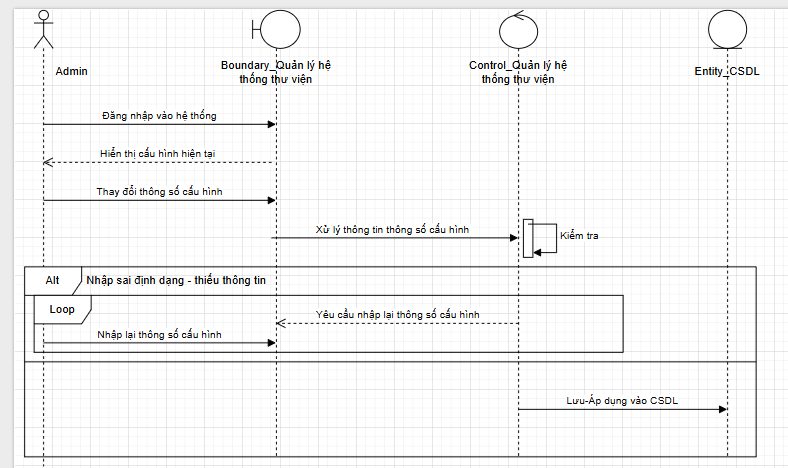 Admin
Boundary_Quản lý hệ
thống thư viện
Control_Quản lý hệ
thống thư viện
Entity_CSDL
Đăng nhập vào hệ thống
Hiển thị cấu hình hiện tại
Thay đổi thông số cấu hình
Xử lý thông tin thông số cấu hình
Kiểm tra
Alt
Nhập sai định dạng - thiếu thông tin
Loop
Yêu cầu nhập lại thông số cấu hình
Nhập lại thông số cấu hình
Lưu-Áp dụng vào CSDL